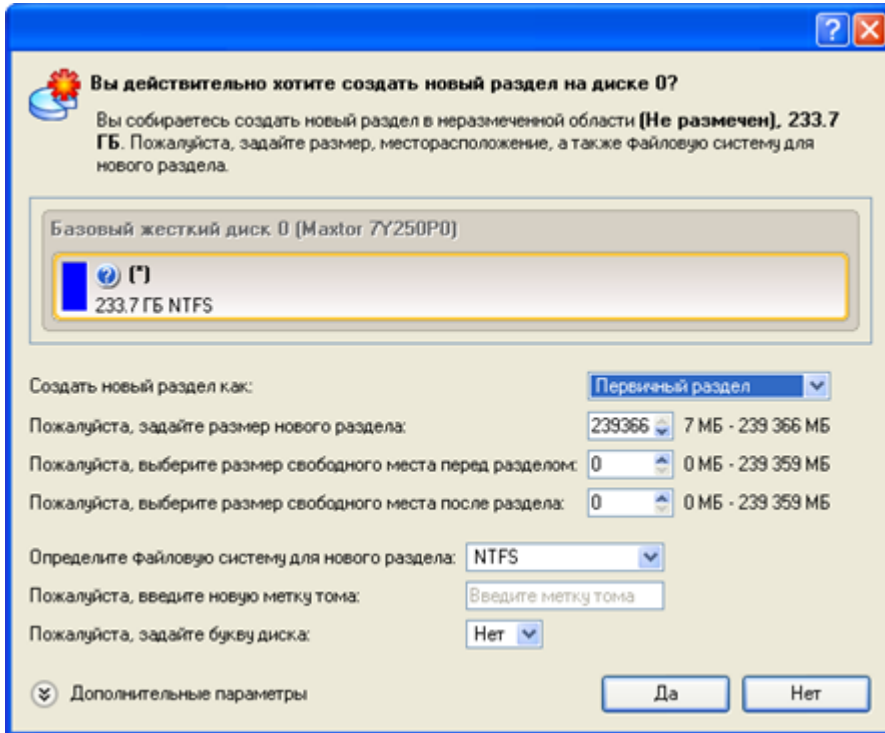 Вы действительно хотите создать новый раздел на диске 0?
Вы собираетесь создать новый раздел в неразмеченной области (Не размечен), 233.7
ГБ. Пожалуйста, задайте размер, месторасположение, а также файловую систему для
нового раздела.
Базовый жесткий диск 0 (Maxtor 7Y250P0)
(*)
233.7 ГБ NTFS
Создать новый раздел как: Первичный раздел
Пожалуйста, задайте размер нового раздела: 239366 7 МБ - 239 366 МБ
Пожалуйста, выберите размер свободного места перед разделом: 0 0 МБ - 239 359 МБ
Пожалуйста, выберите размер свободного места после раздела: 0 0 МБ - 239 359 МБ
Определите файловую систему для нового раздела: NTFS
Пожалуйста, введите новую метку тома: Введите метку тома
Пожалуйста, задайте букву диска: Нет
Дополнительные параметры Да Нет